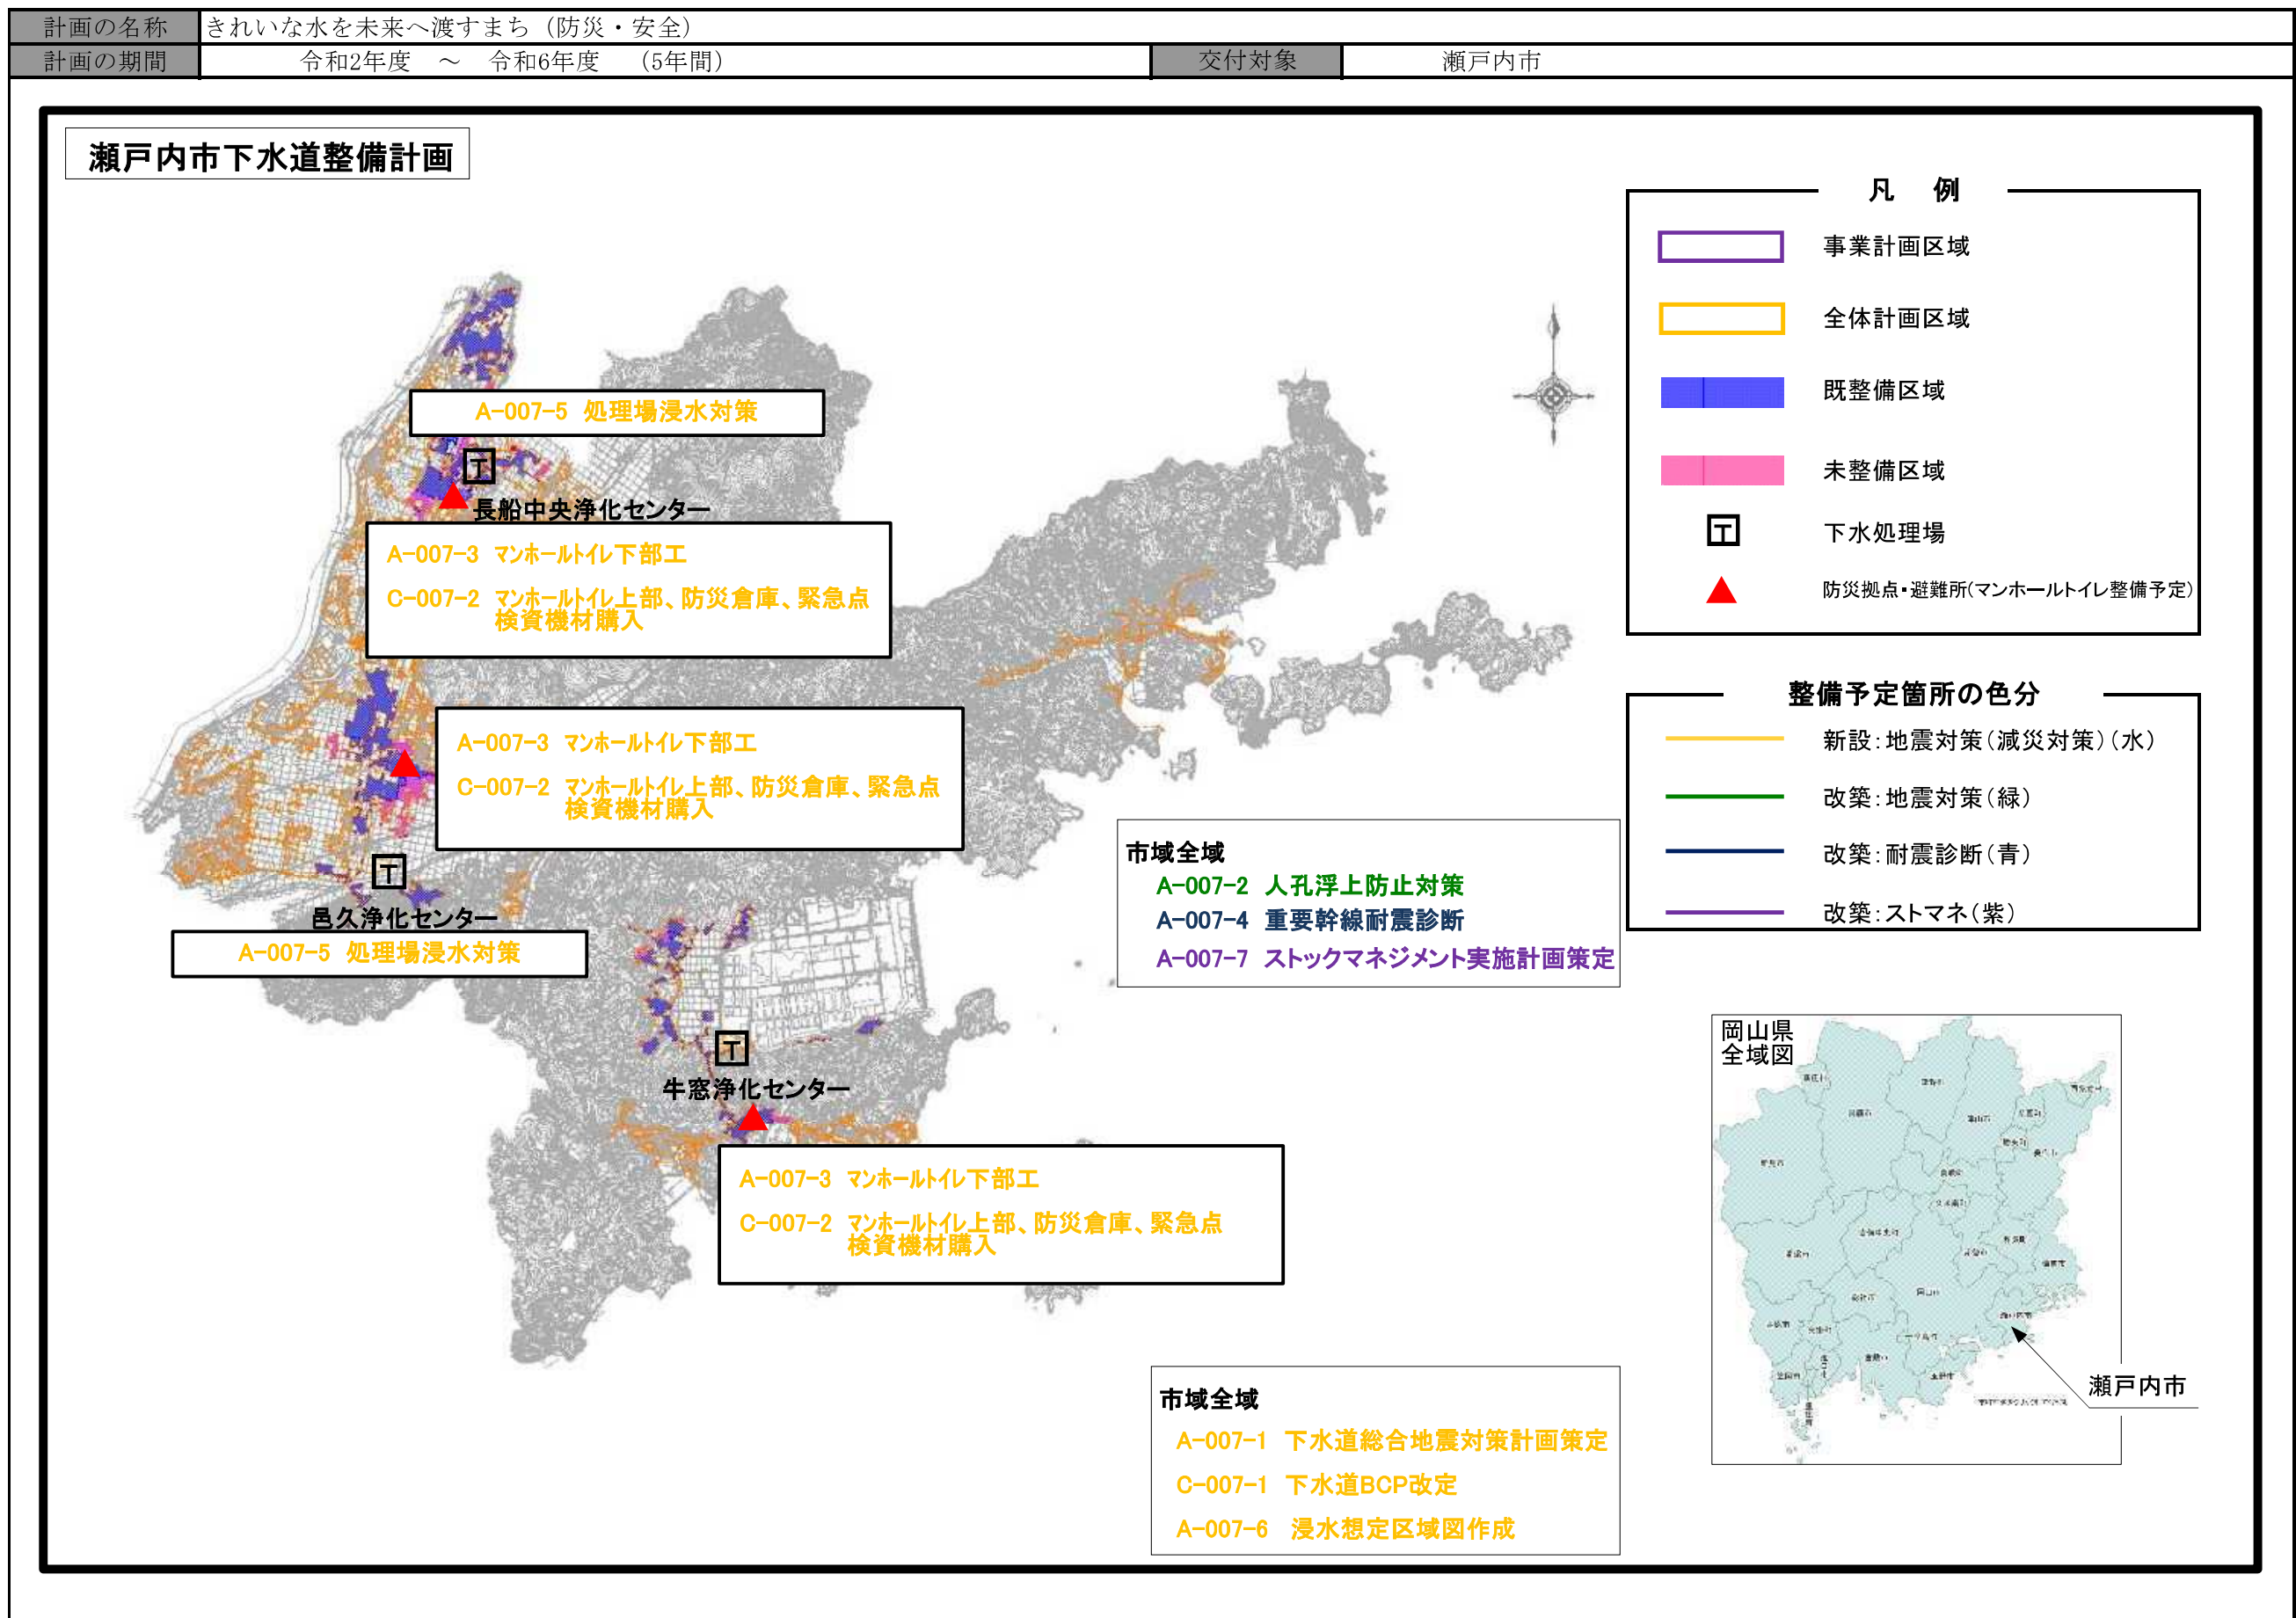 計画の名称 きれいな水を未来へ渡すまち（防災・安全）
計画の期間 令和2年度 ～ 令和6年度 （5年間） 交付対象 瀬戸内市
瀬戸内市下水道整備計画
凡 例
事業計画区域
全体計画区域
既整備区域
未整備区域
T 下水処理場
防災拠点・避難所(マンホールトイレ整備予定)
整備予定箇所の色分
新設：地震対策（減災対策）（水）
改築：地震対策（緑）
改築：耐震診断（青）
改築：ストマネ（紫）
A-007-5 処理場浸水対策
T
長船中央浄化センター
A-007-3 マンホールトイレ下部工
C-007-2 マンホールトイレ上部、防災倉庫、緊急点
検資機材購入
A-007-3 マンホールトイレ下部工
C-007-2 マンホールトイレ上部、防災倉庫、緊急点
検資機材購入
T
邑久浄化センター
A-007-5 処理場浸水対策
市域全域
A-007-2 人孔浮上防止対策
A-007-4 重要幹線耐震診断
A-007-7 ストックマネジメント実施計画策定
T
牛窓浄化センター
A-007-3 マンホールトイレ下部工
C-007-2 マンホールトイレ上部、防災倉庫、緊急点
検資機材購入
岡山県
全域図
瀬戸内市
市域全域
A-007-1 下水道総合地震対策計画策定
C-007-1 下水道BCP改定
A-007-6 浸水想定区域図作成